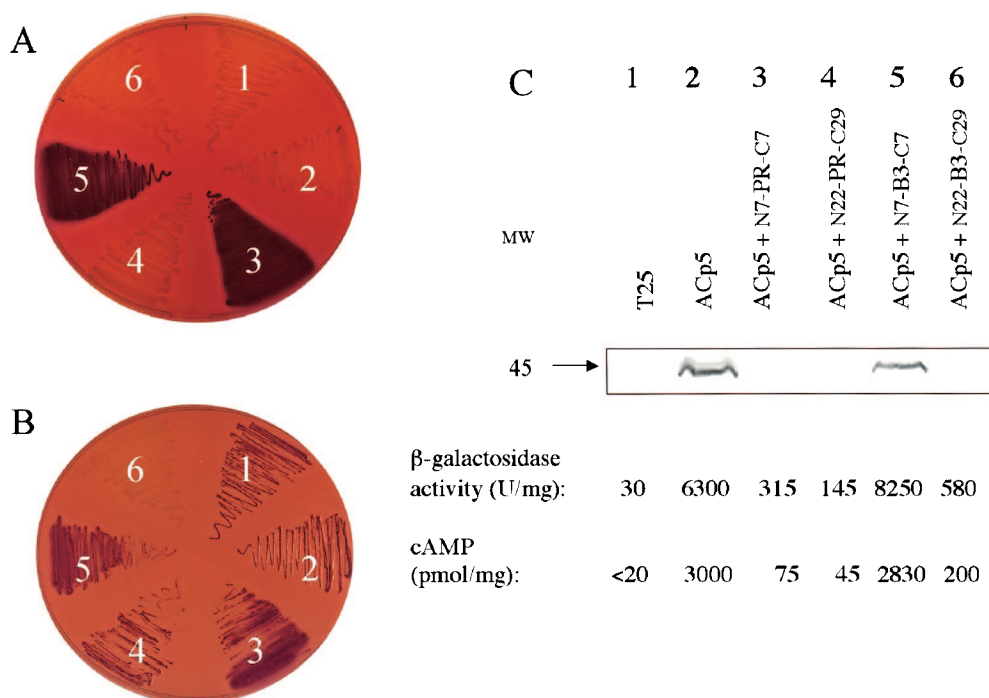 A
6
1
5
2
4
3
B
6
1
5
2
4
3
C
1 2 3 4 5 6
MW
T25
ACp5
ACp5 + N7-PR-C7
ACp5 + N22-PR-C29
ACp5 + N7-B3-C7
ACp5 + N22-B3-C29
45
β-galactosidase
activity (U/mg): 30 6300 315 145 8250 580
cAMP
(pmol/mg): <20 3000 75 45 2830 200